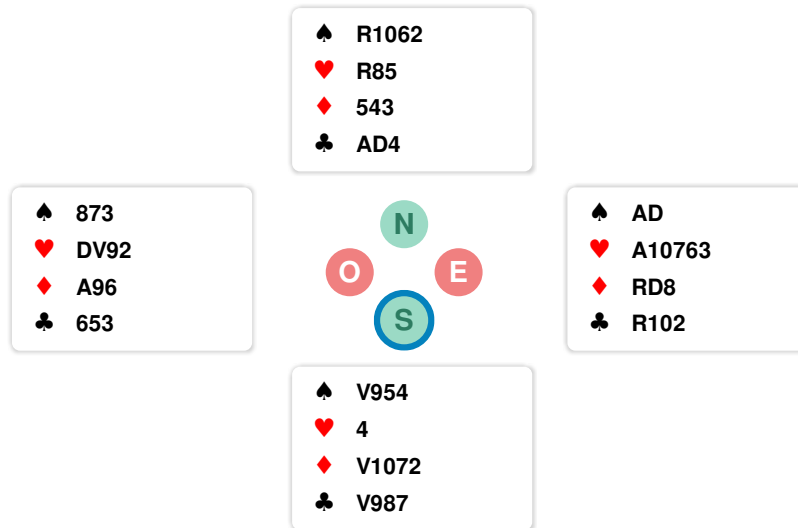 ♠ R1062
♥ R85
♦ 543
♣ AD4
♠ 873
♥ DV92
♦ A96
♣ 653
N
O E
S
♠ AD
♥ A10763
♦ RD8
♣ R102
♠ V954
♥ 4
♦ V1072
♣ V987